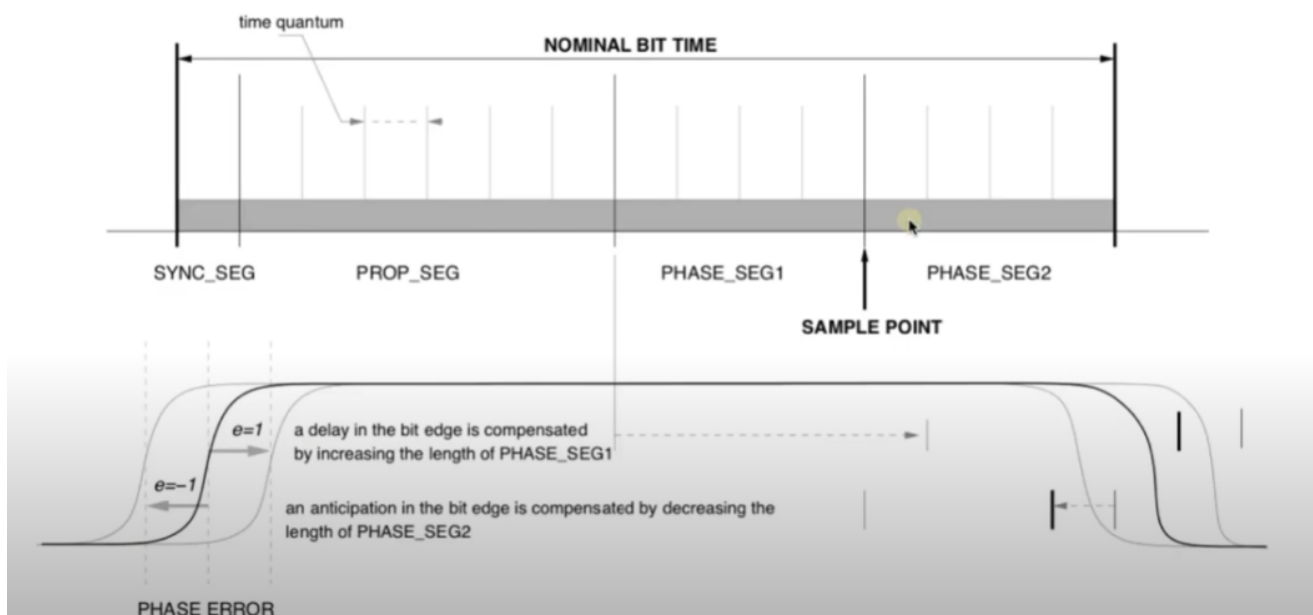 time quantum
NOMINAL BIT TIME
SYNC_SEG
PROP_SEG
PHASE_SEG1
PHASE_SEG2
SAMPLE POINT
e=1
a delay in the bit edge is compensated
by increasing the length of PHASE_SEG1
e=–1
an anticipation in the bit edge is compensated by decreasing the
length of PHASE_SEG2
PHASE ERROR